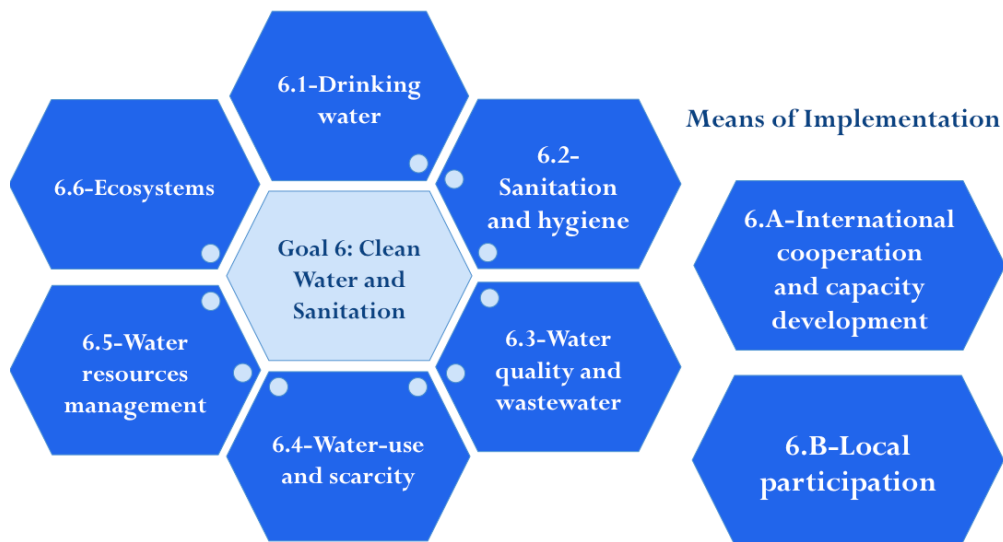 6.1-Drinking
water
6.2-
Sanitation
and hygiene
6.3-Water
quality and
wastewater
6.4-Water-use
and scarcity
6.5-Water
resources
management
6.6-Ecosystems
Goal 6: Clean
Water and
Sanitation
Means of Implementation
6.A-International
cooperation
and capacity
development
6.B-Local
participation